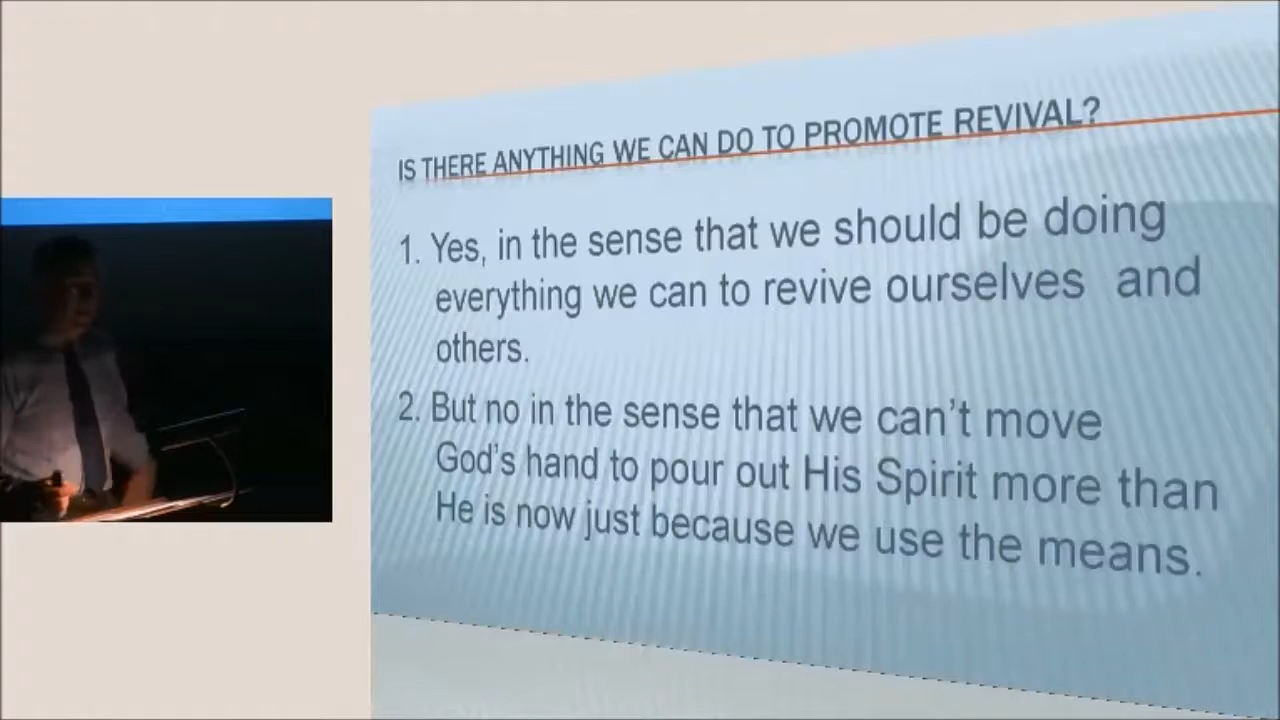 IS THERE ANYTHING WE CAN DO TO PROMOTE REVIVAL?
1. Yes, in the sense that we should be doing
everything we can to revive ourselves and
others.
2. But no in the sense that we can't move
God's hand to pour out His Spirit more than
He is now just because we use the means.